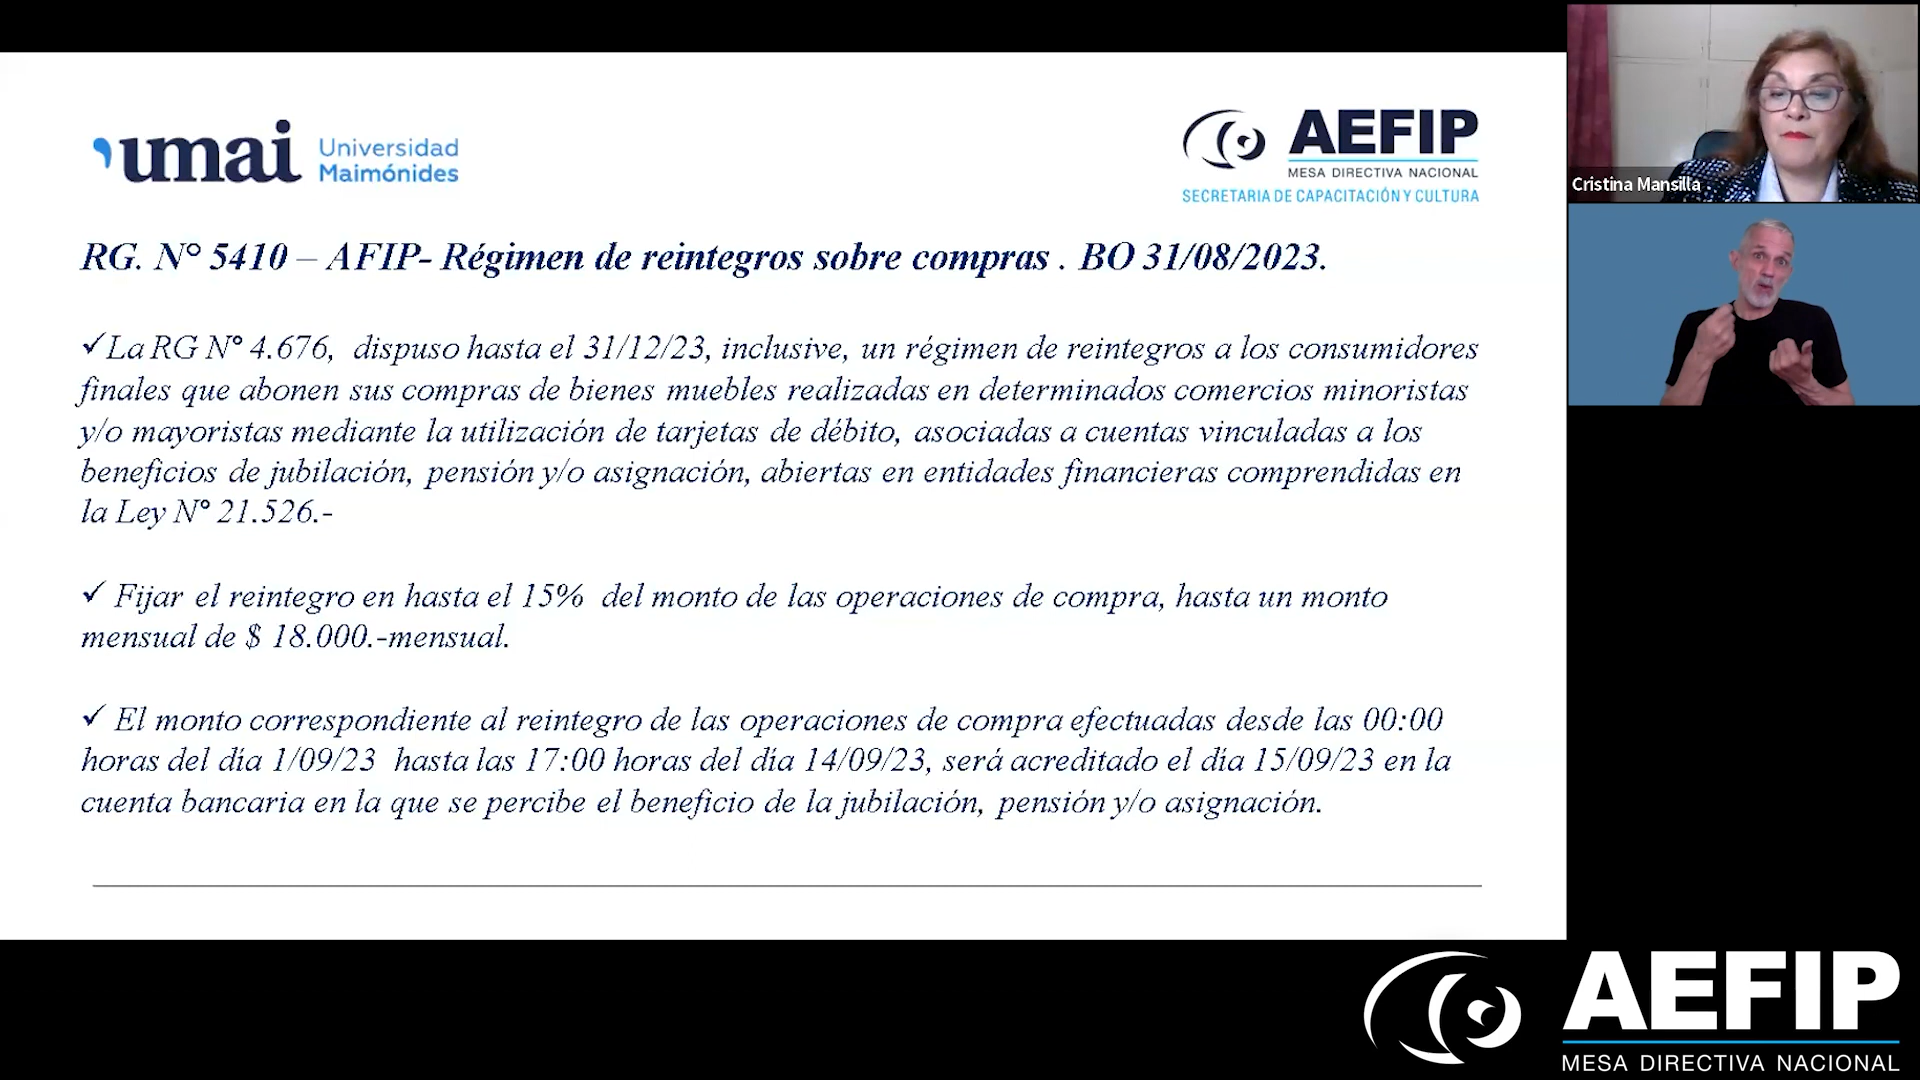 umai Universidad
Maimónides
AEFIP
MESA DIRECTIVA NACIONAL
SECRETARIA DE CAPACITACIÓN Y CULTURA
RG. N° 5410 – AFIP- Régimen de reintegros sobre compras . BO 31/08/2023.
✓La RG N° 4.676, dispuso hasta el 31/12/23, inclusive, un régimen de reintegros a los consumidores
finales que abonen sus compras de bienes muebles realizadas en determinados comercios minoristas
y/o mayoristas mediante la utilización de tarjetas de débito, asociadas a cuentas vinculadas a los
beneficios de jubilación, pensión y/o asignación, abiertas en entidades financieras comprendidas en
la Ley N° 21.526.-
✓ Fijar el reintegro en hasta el 15% del monto de las operaciones de compra, hasta un monto
mensual de $ 18.000.-mensual.
✓ El monto correspondiente al reintegro de las operaciones de compra efectuadas desde las 00:00
horas del día 1/09/23 hasta las 17:00 horas del día 14/09/23, será acreditado el día 15/09/23 en la
cuenta bancaria en la que se percibe el beneficio de la jubilación, pensión y/o asignación.
Cristina Mansilla
AEFIP
MESA DIRECTIVA NACIONAL